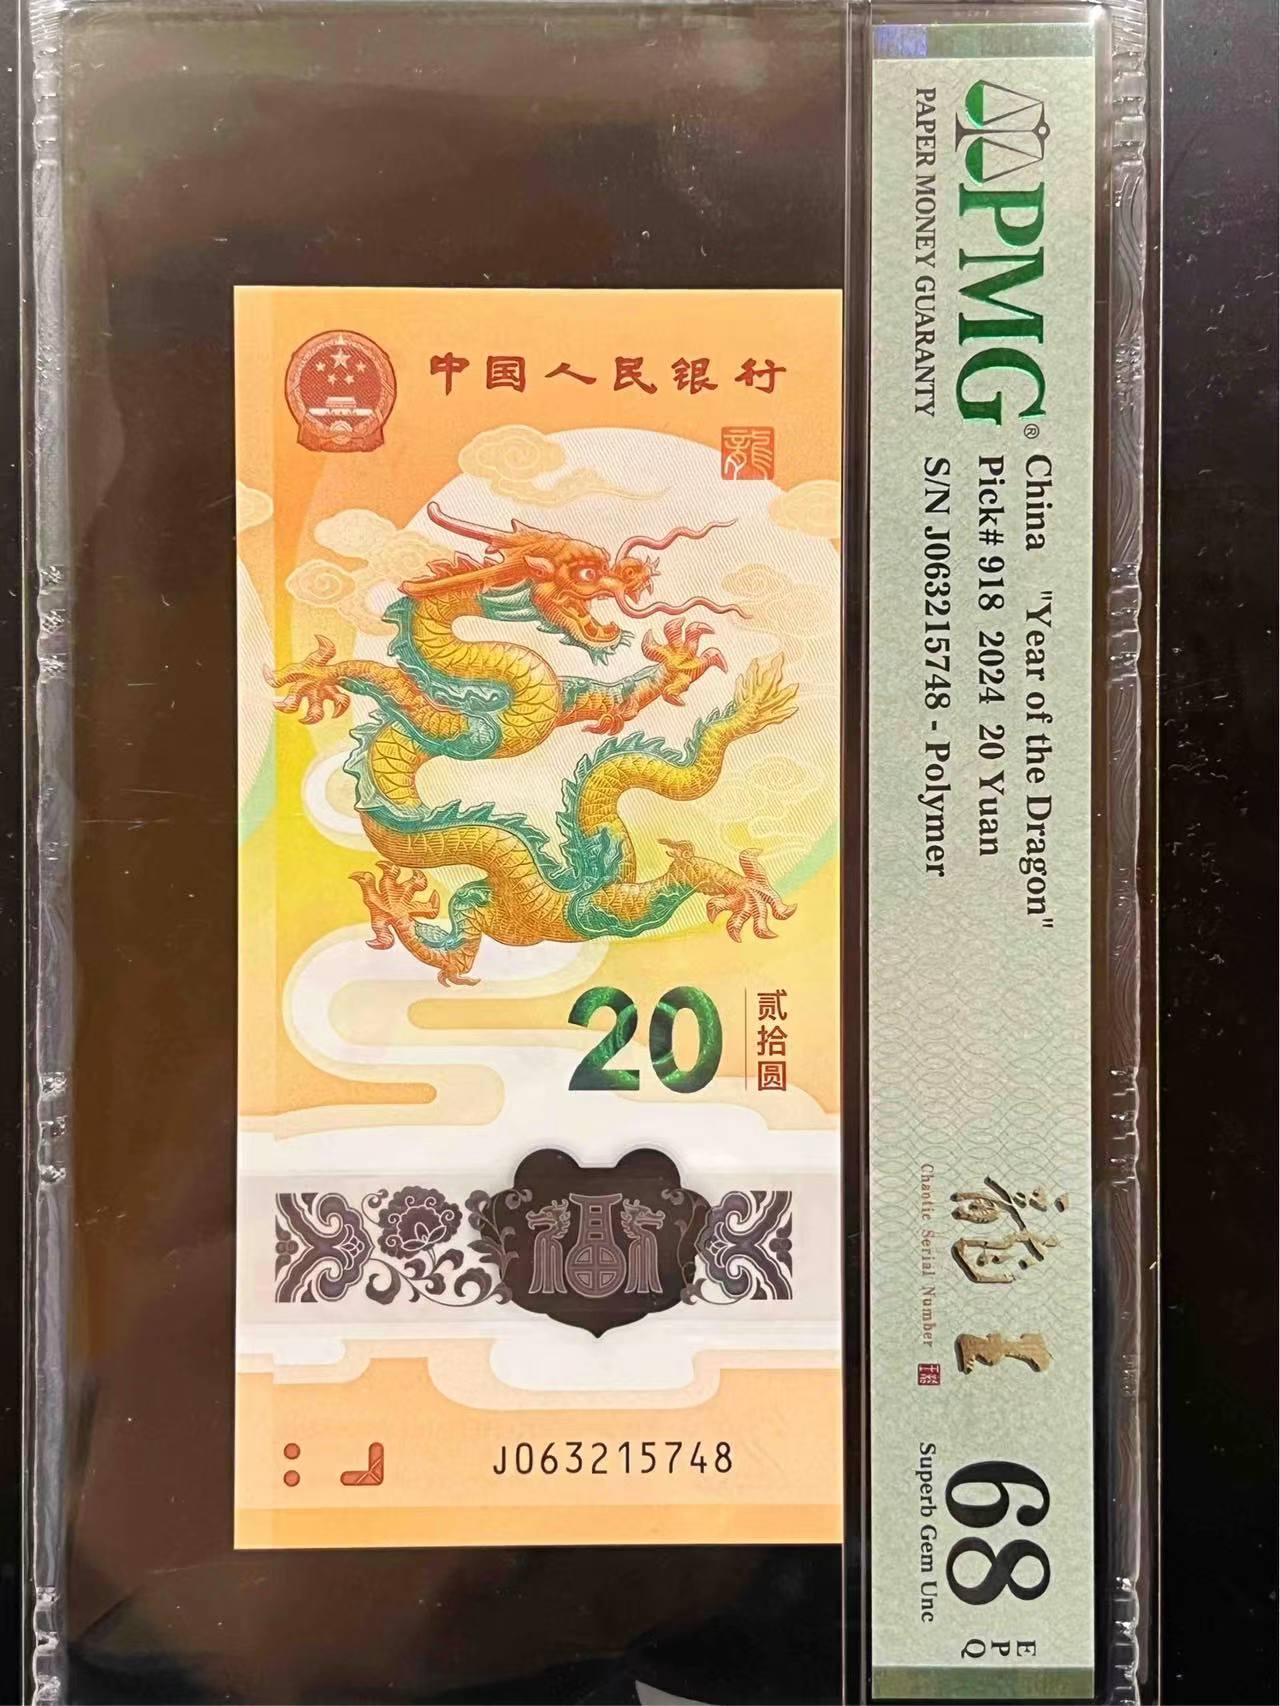 中国人民银行
龍
20
贰拾圆
J063215748
PMG®
PAPER MONEY GUARANTY
China "Year of the Dragon"
Pick# 918 2024 20 Yuan
S/N J063215748 - Polymer
Chaotic Serial Number
68
EPQ
Superb Gem Unc